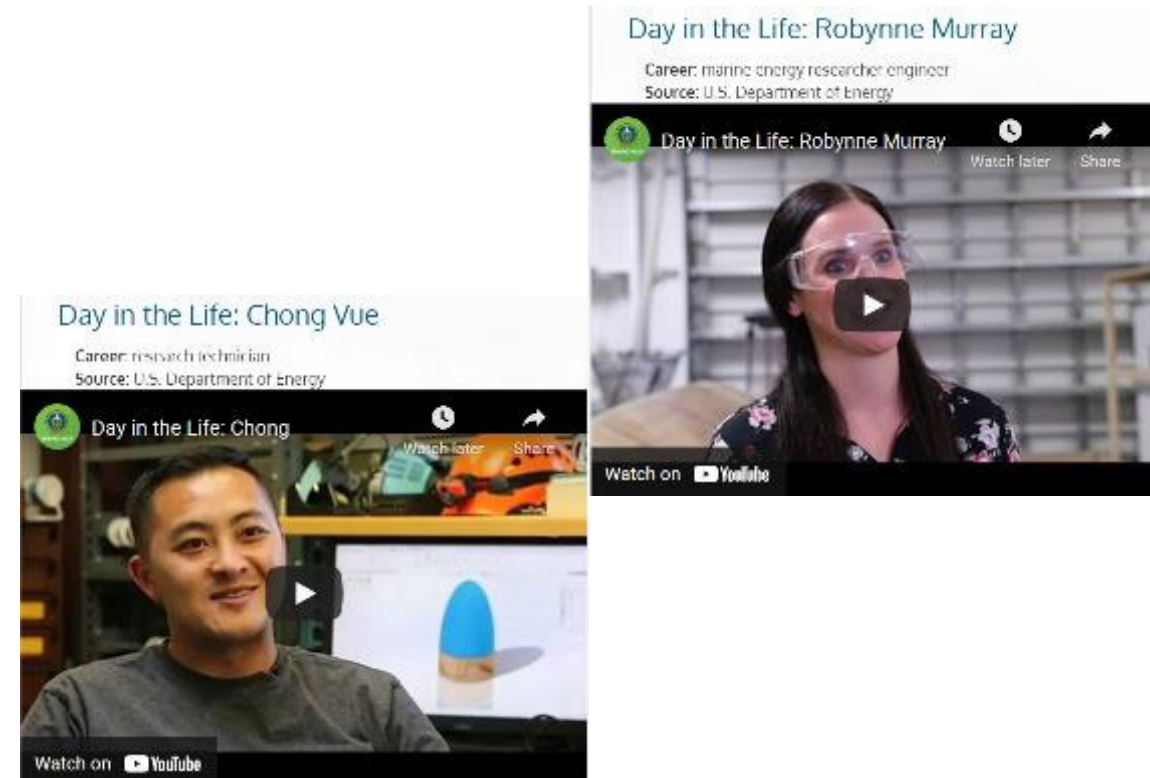 Day in the Life: Robynne Murray
Career: marine energy researcher engineer
Source: U.S. Department of Energy
Day in the Life: Robynne Murray
Watch later
Share
Watch on YouTube
Day in the Life: Chong Vue
Career: research technician
Source: U.S. Department of Energy
Day in the Life: Chong
Watch later
Share
Watch on YouTube